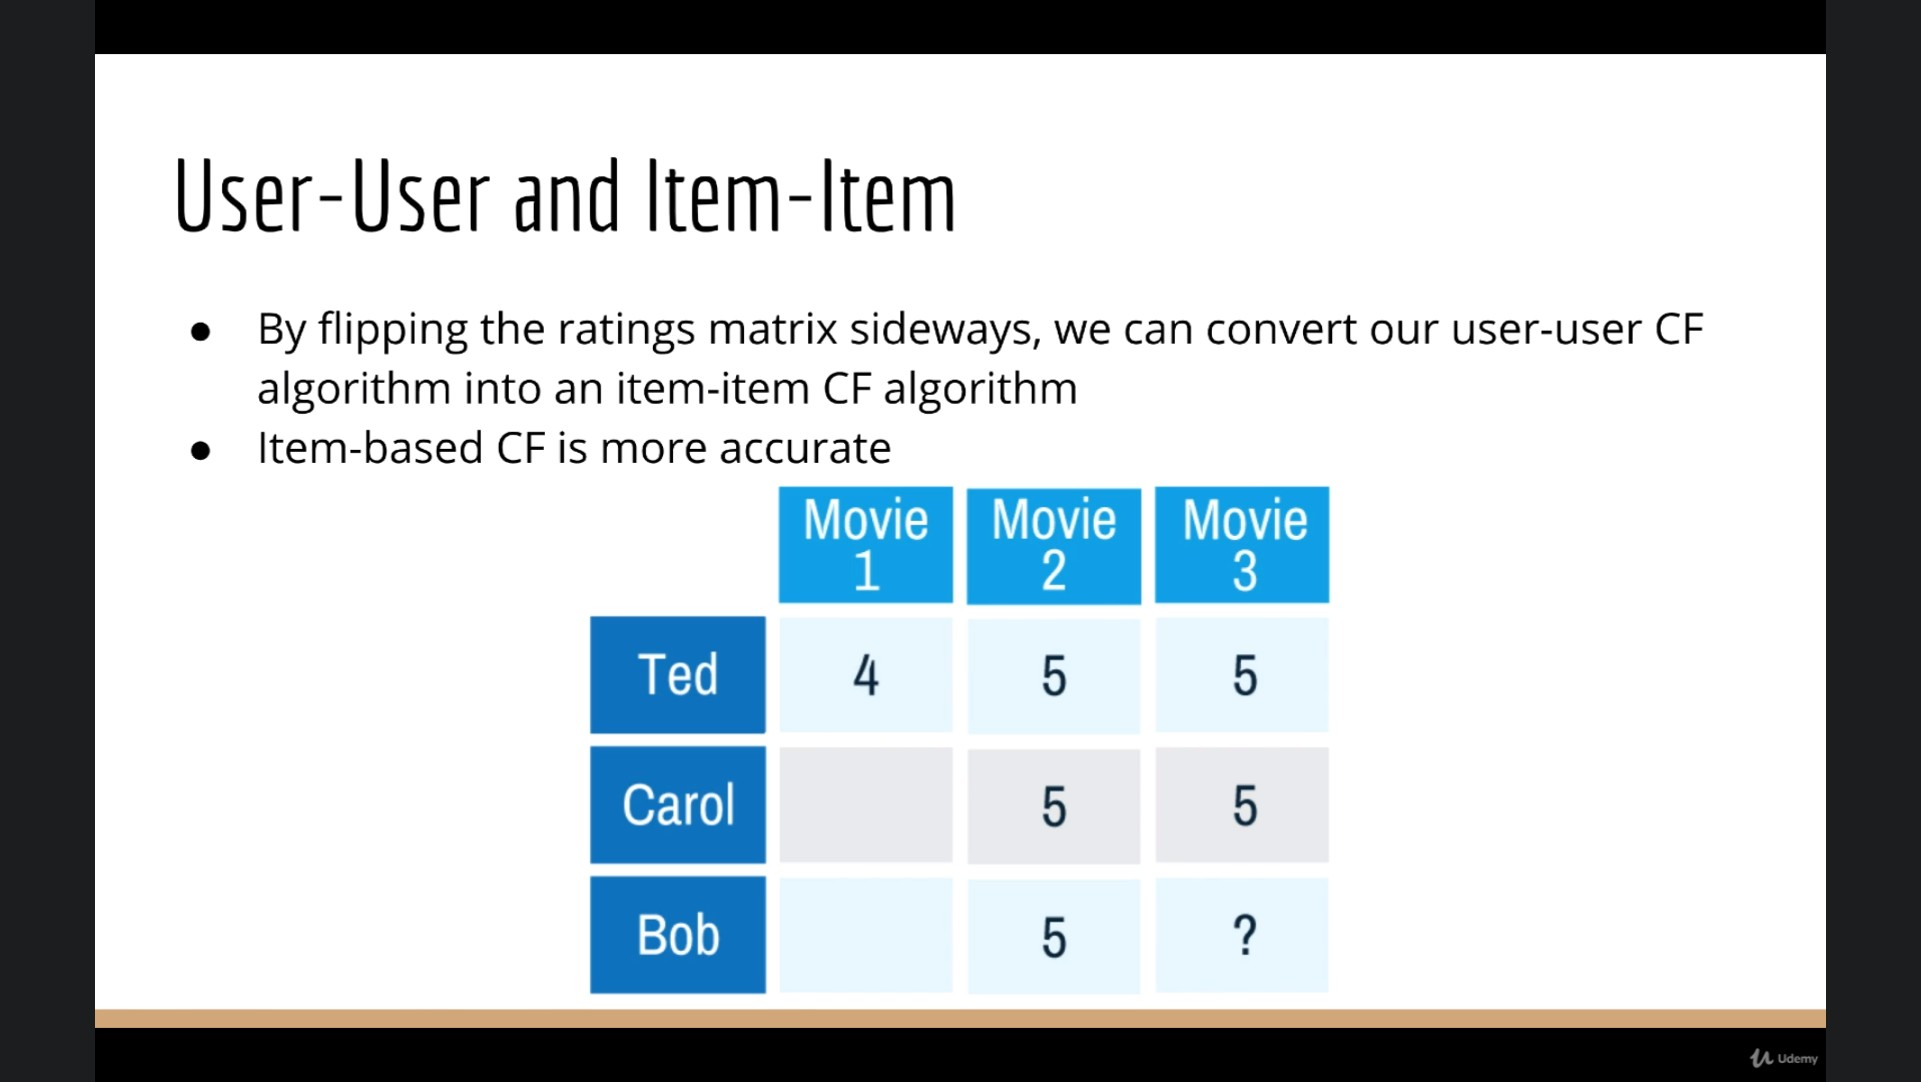 User-User and Item-Item
● By flipping the ratings matrix sideways, we can convert our user-user CF
algorithm into an item-item CF algorithm
● Item-based CF is more accurate
Movie 1 Movie 2 Movie 3
Ted 4 5 5
Carol 5 5
Bob 5 ?
Udemy